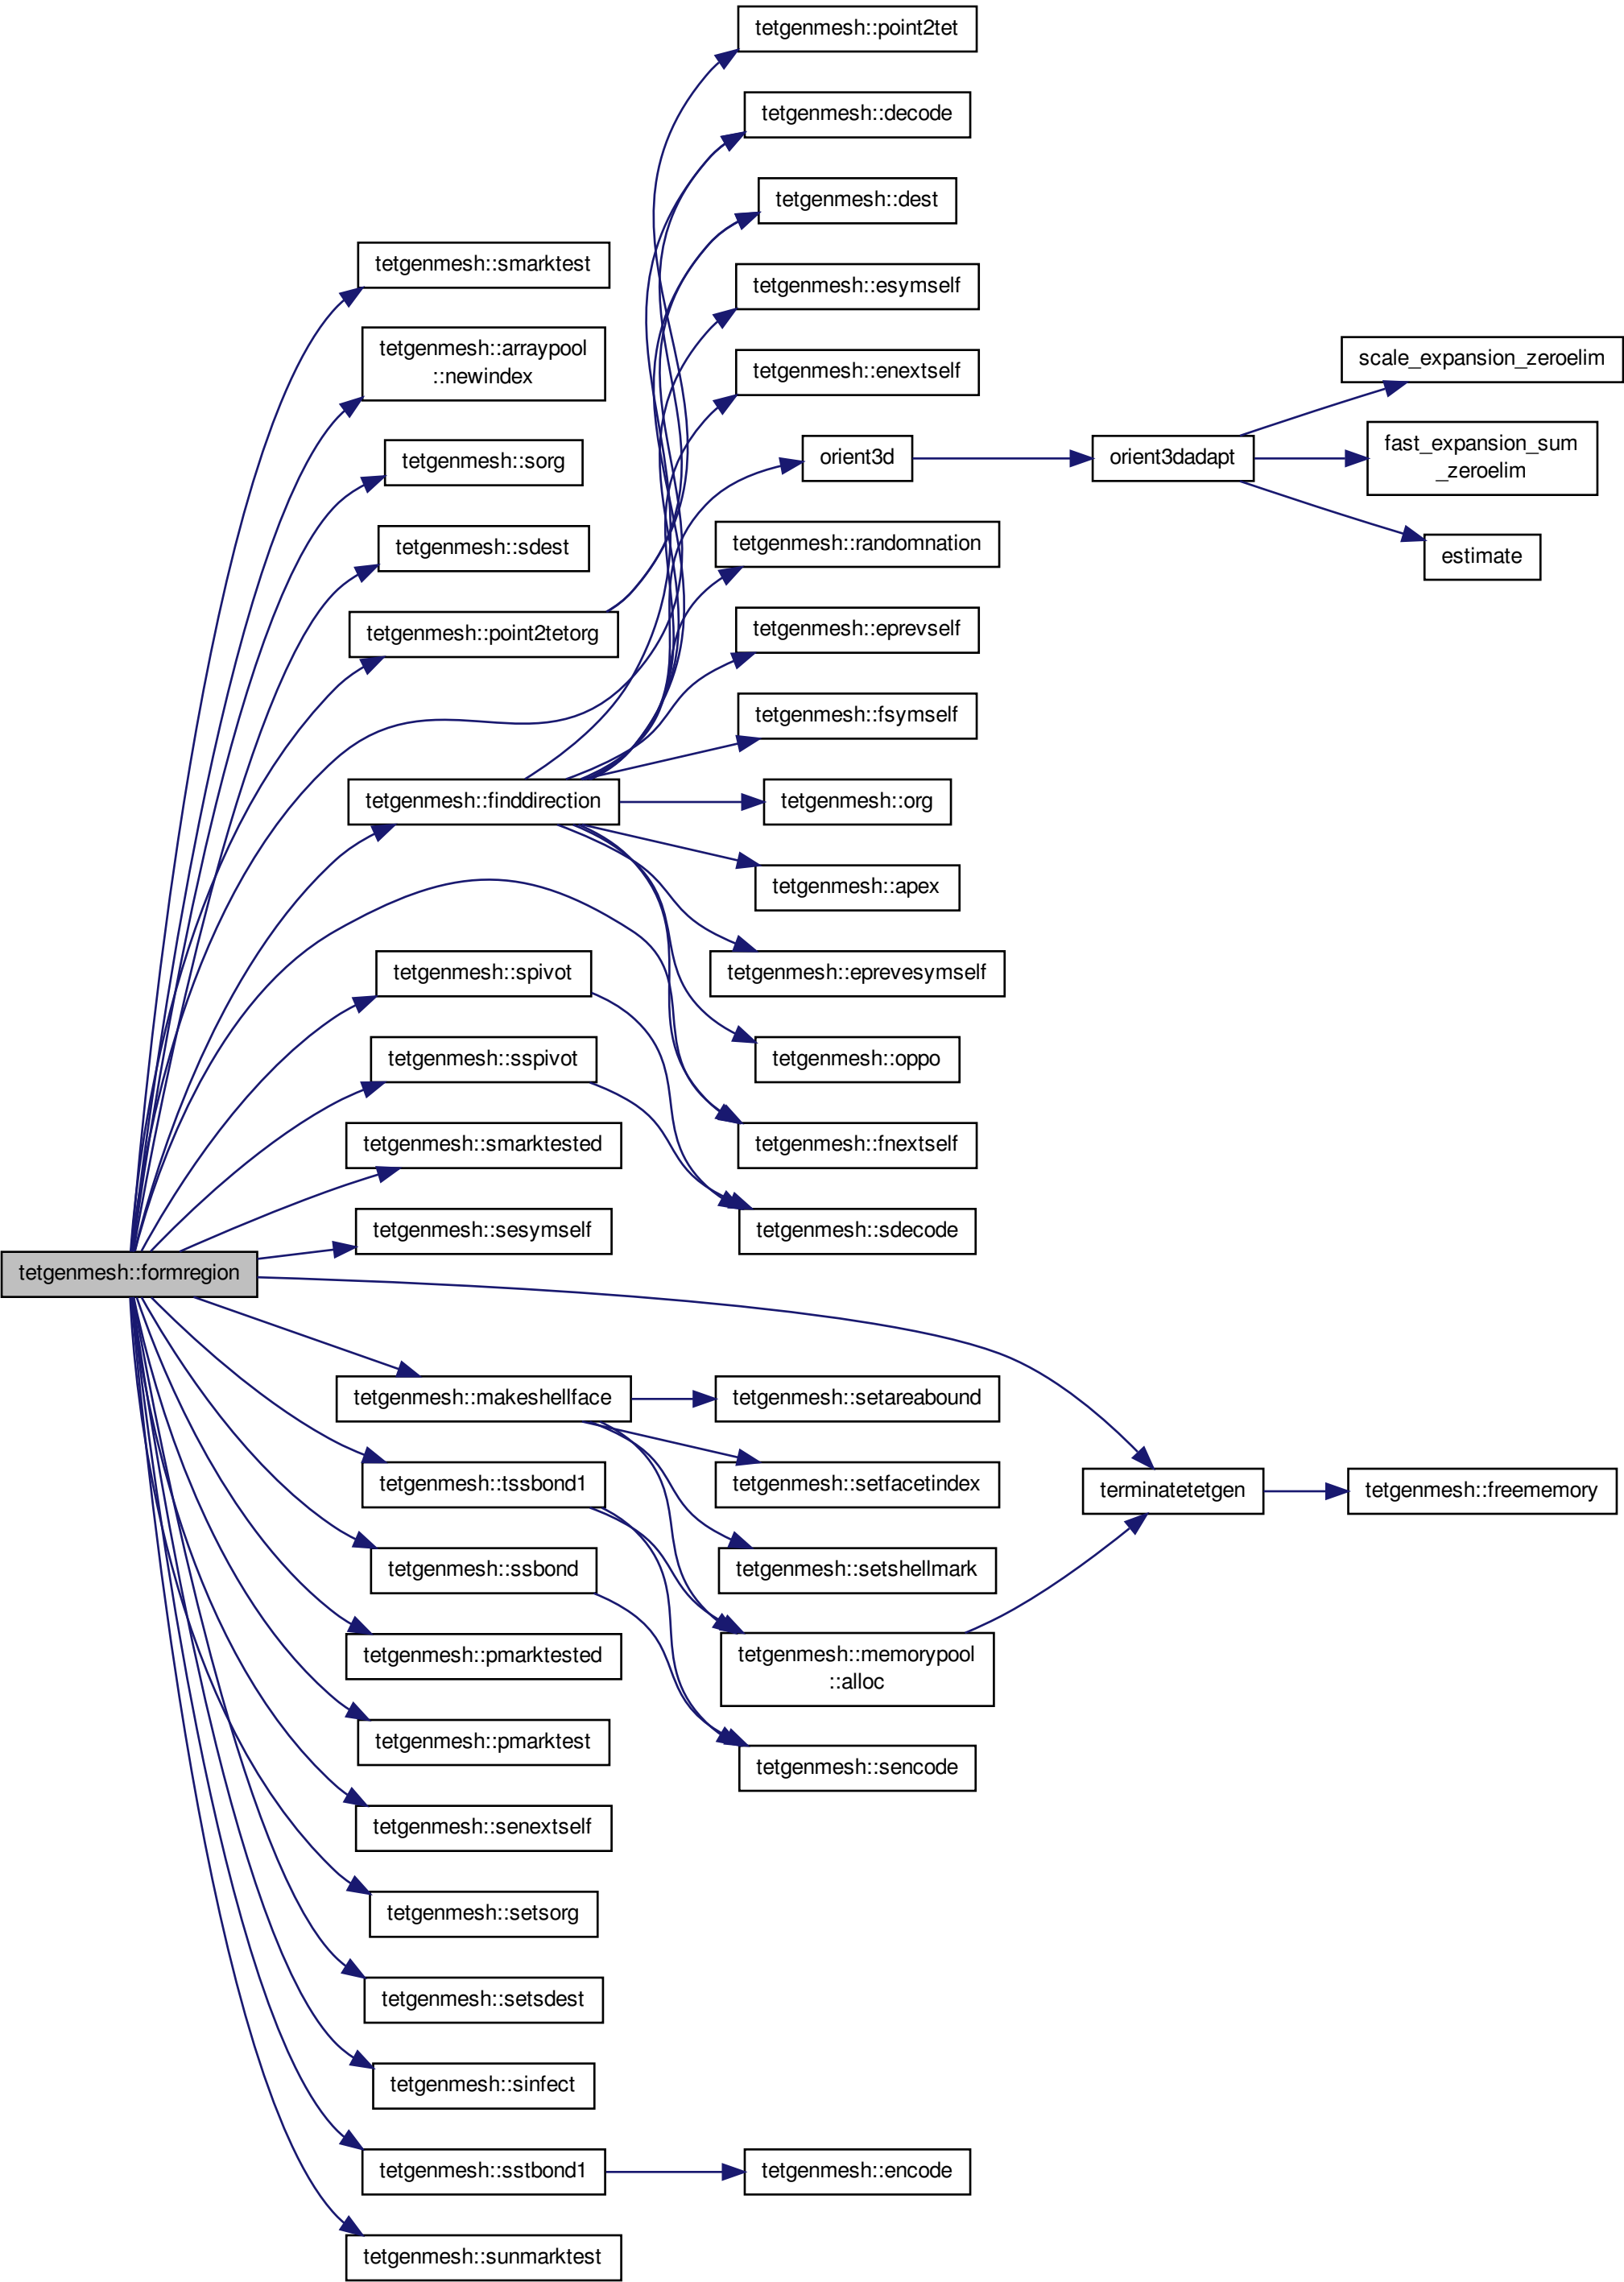 tetgenmesh::point2tet
tetgenmesh::decode
tetgenmesh::dest
tetgenmesh::smarktest
tetgenmesh::esymself
tetgenmesh::arraypool
::newindex
tetgenmesh::enextself
scale_expansion_zeroelim
tetgenmesh::sorg
orient3d
orient3dadapt
fast_expansion_sum
_zeroelim
tetgenmesh::sdest
tetgenmesh::randomnation
estimate
tetgenmesh::point2tetorg
tetgenmesh::eprevself
tetgenmesh::fsymself
tetgenmesh::finddirection
tetgenmesh::org
tetgenmesh::apex
tetgenmesh::spivot
tetgenmesh::eprevesymself
tetgenmesh::sspivot
tetgenmesh::oppo
tetgenmesh::smarktested
tetgenmesh::fnextself
tetgenmesh::sesymself
tetgenmesh::sdecode
tetgenmesh::formregion
tetgenmesh::makeshellface
tetgenmesh::setareabound
tetgenmesh::tssbond1
tetgenmesh::setfacetindex
terminatetetgen
tetgenmesh::freememory
tetgenmesh::ssbond
tetgenmesh::setshellmark
tetgenmesh::pmarktested
tetgenmesh::memorypool
::alloc
tetgenmesh::pmarktest
tetgenmesh::sencode
tetgenmesh::senextself
tetgenmesh::setsorg
tetgenmesh::setsdest
tetgenmesh::sinfect
tetgenmesh::sstbond1
tetgenmesh::encode
tetgenmesh::sunmarktest